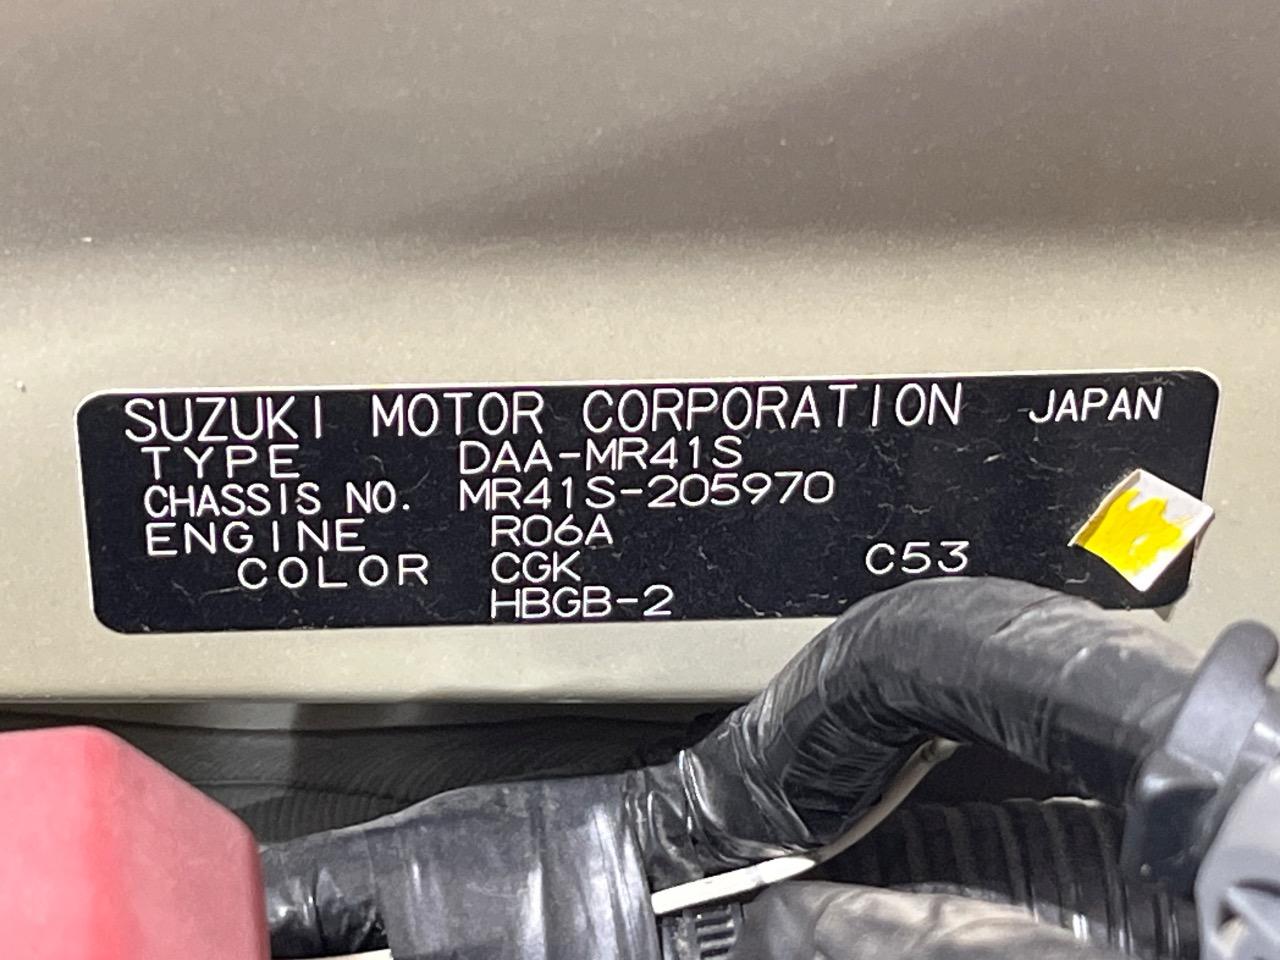 SUZUKI MOTOR CORPORATION JAPAN
TYPE DAA-MR41S
CHASSIS NO. MR41S-205970
ENGINE R06A
COLOR CGK C53
HBGB-2